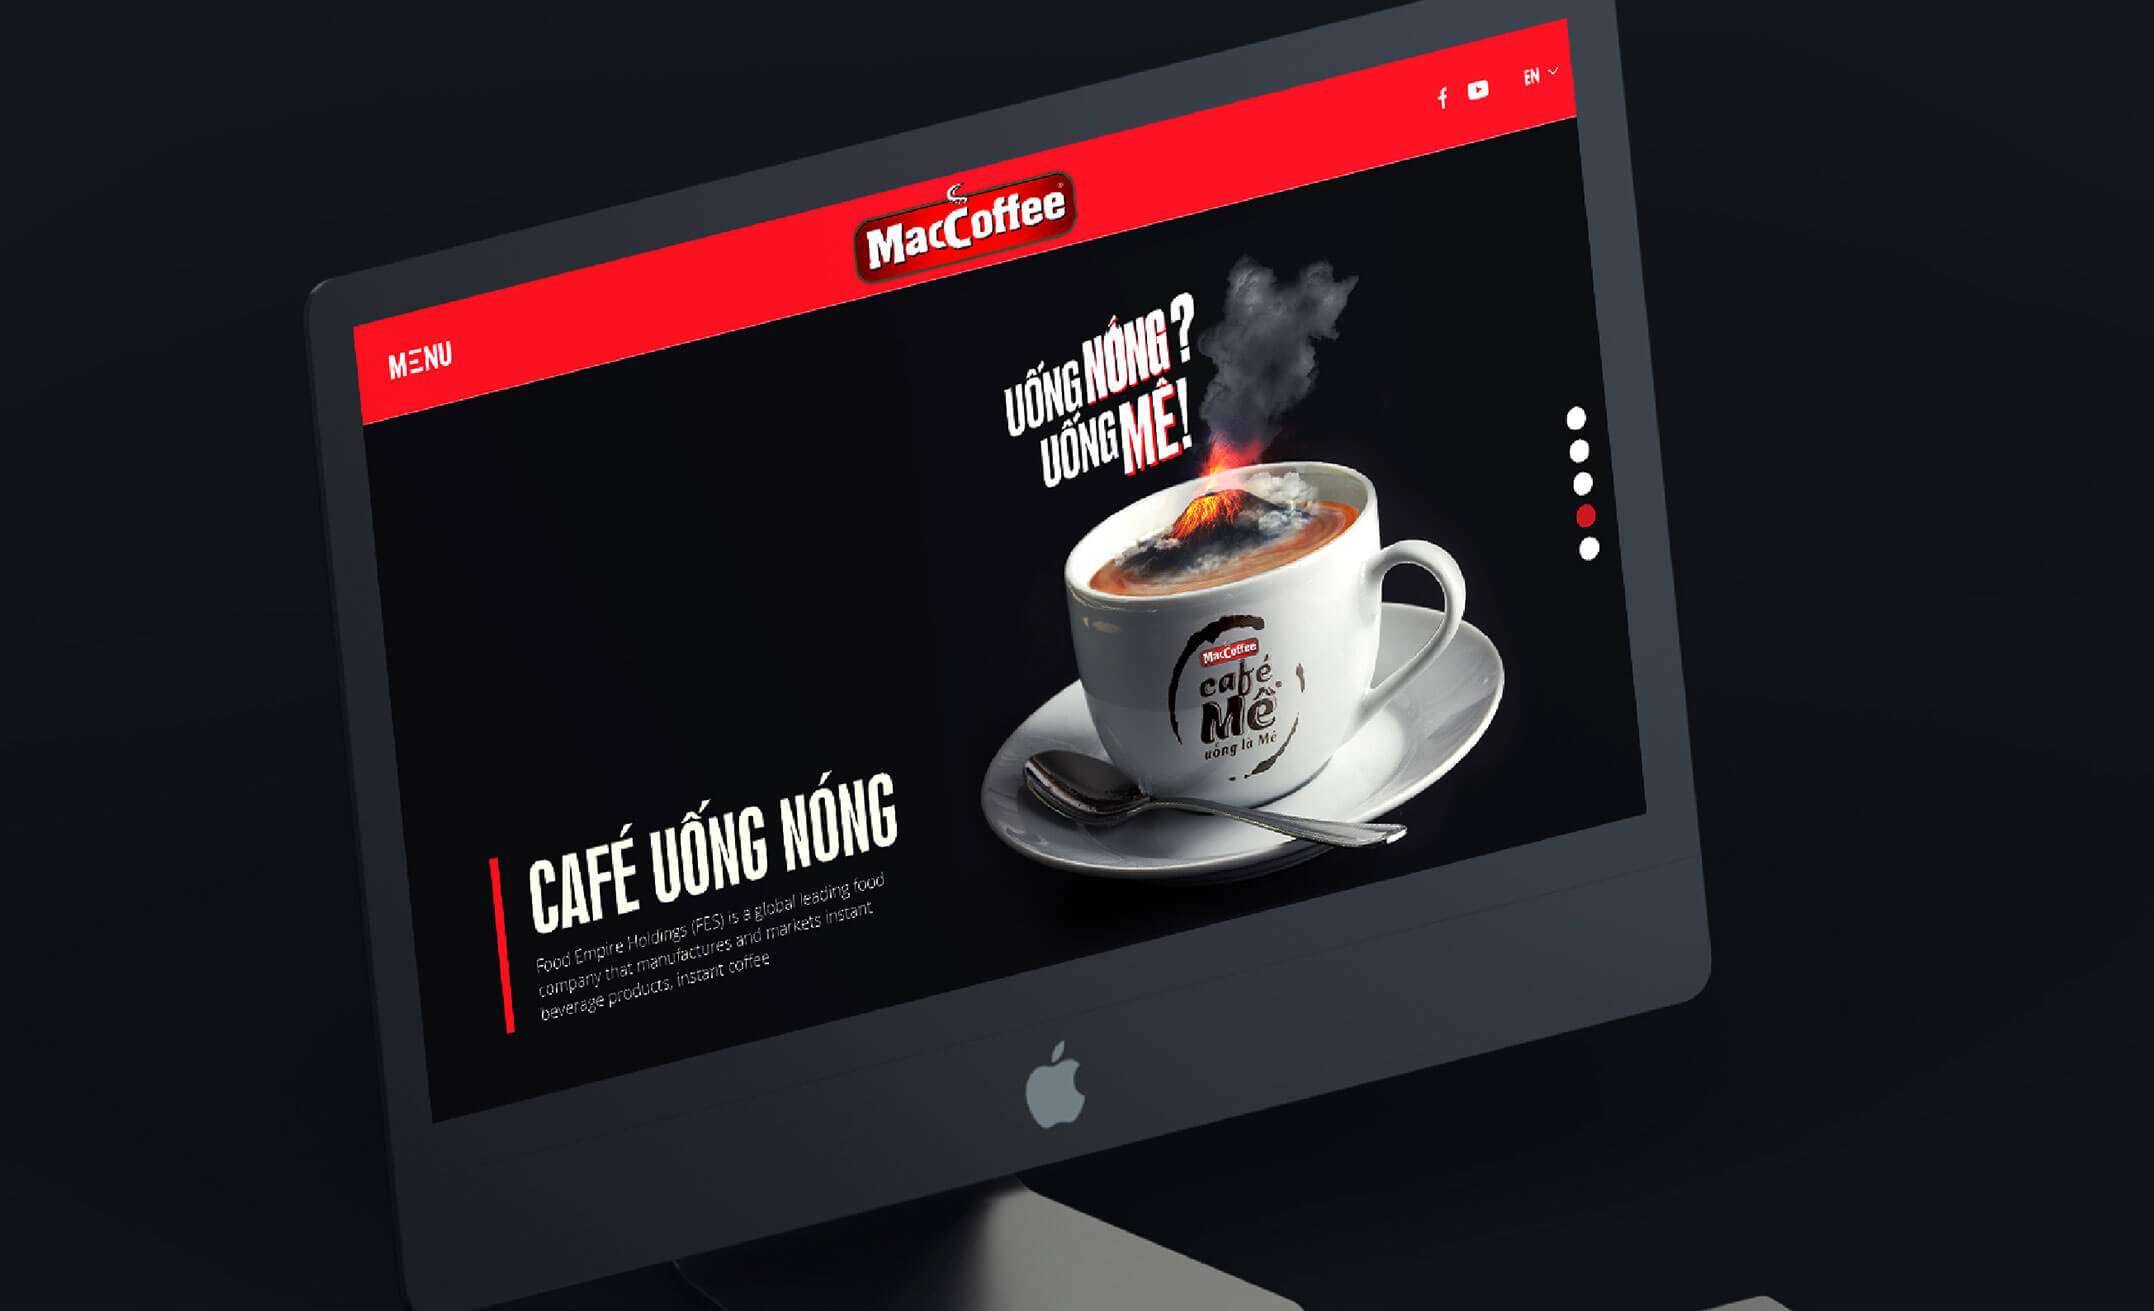 EN
MacCoffee
MENU
UỐNG NÓNG?
UỐNG MÊ!
MacCoffee
café
Mê
uống là Mê
CAFÉ UỐNG NÓNG
Food Empire Holdings (FES) is a global leading food
company that manufactures and markets instant
beverage products, instant coffee